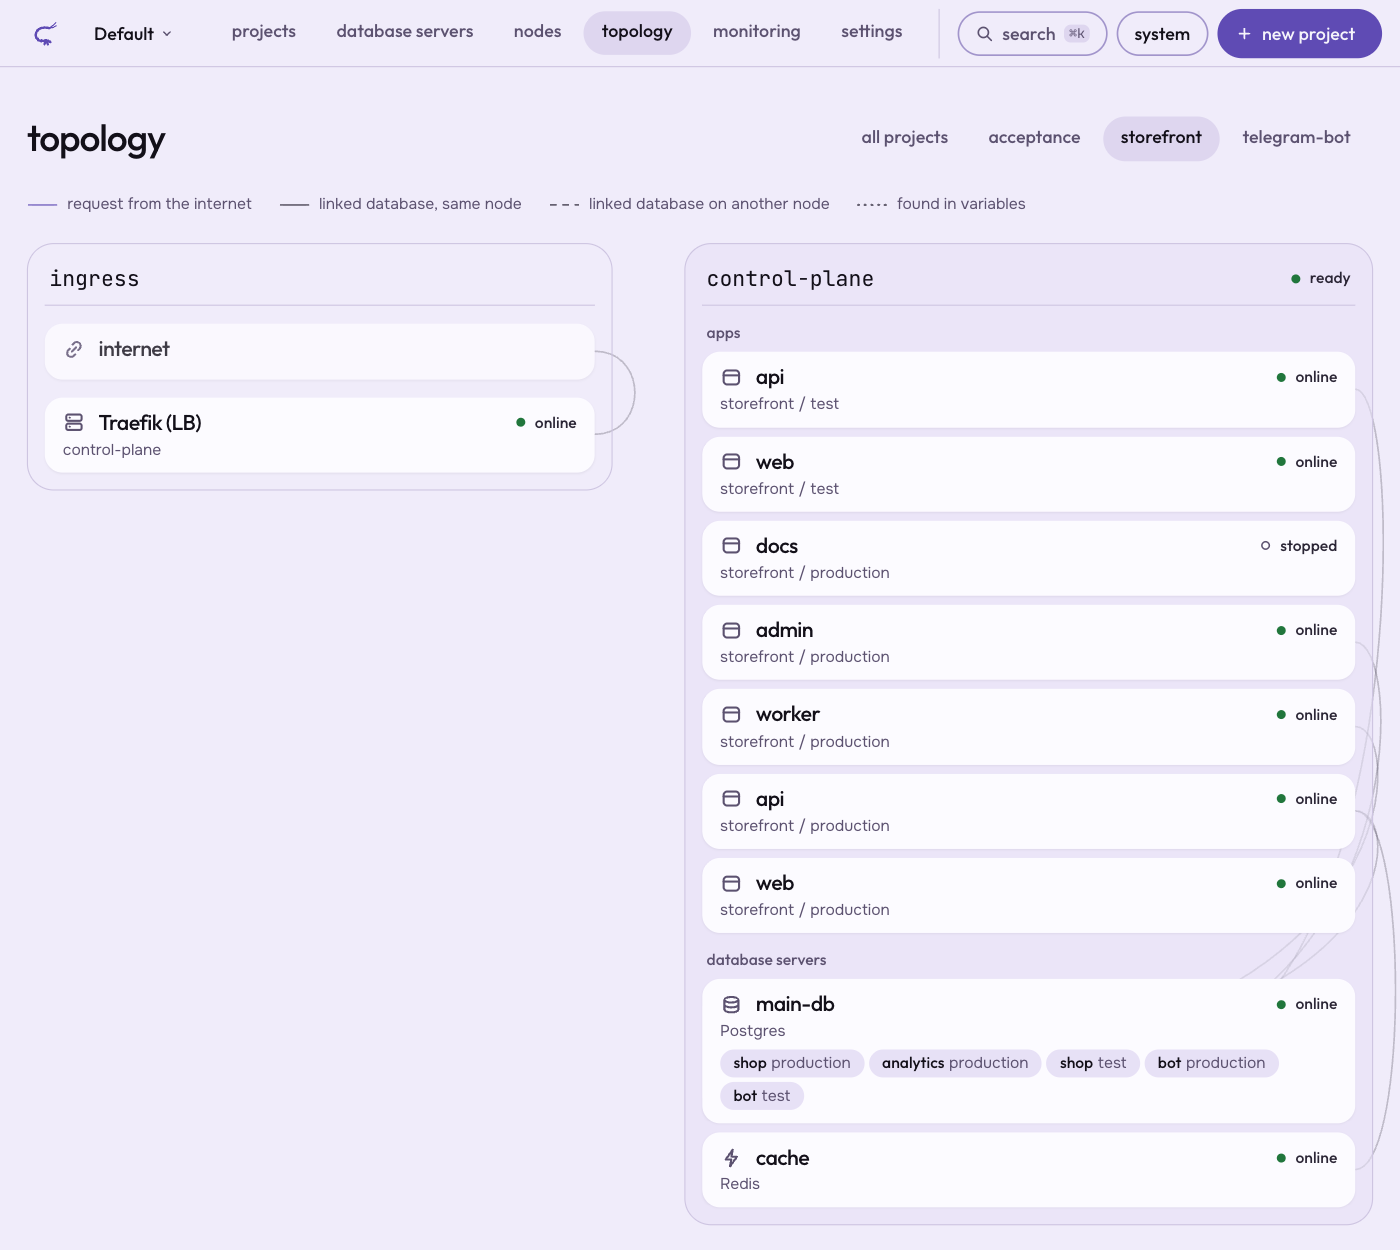 Default
projects
database servers
nodes
topology
monitoring
settings
search ⌘K
system
+ new project
topology
all projects
acceptance
storefront
telegram-bot
request from the internet
linked database, same node
linked database on another node
found in variables
ingress
internet
Traefik (LB)
online
control-plane
control-plane
ready
apps
api
online
storefront / test
web
online
storefront / test
docs
stopped
storefront / production
admin
online
storefront / production
worker
online
storefront / production
api
online
storefront / production
web
online
storefront / production
database servers
main-db
online
Postgres
shop production
analytics production
shop test
bot production
bot test
cache
online
Redis